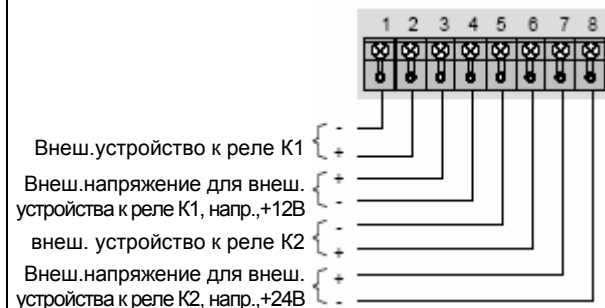 1 2 3 4 5 6 7 8
Внеш.устройство к реле К1
-
+
Внеш.напряжение для внеш.
устройства к реле К1, напр.,+12В
+
-
внеш. устройство к реле К2
-
+
Внеш.напряжение для внеш.
устройства к реле К2, напр.,+24В
+
-